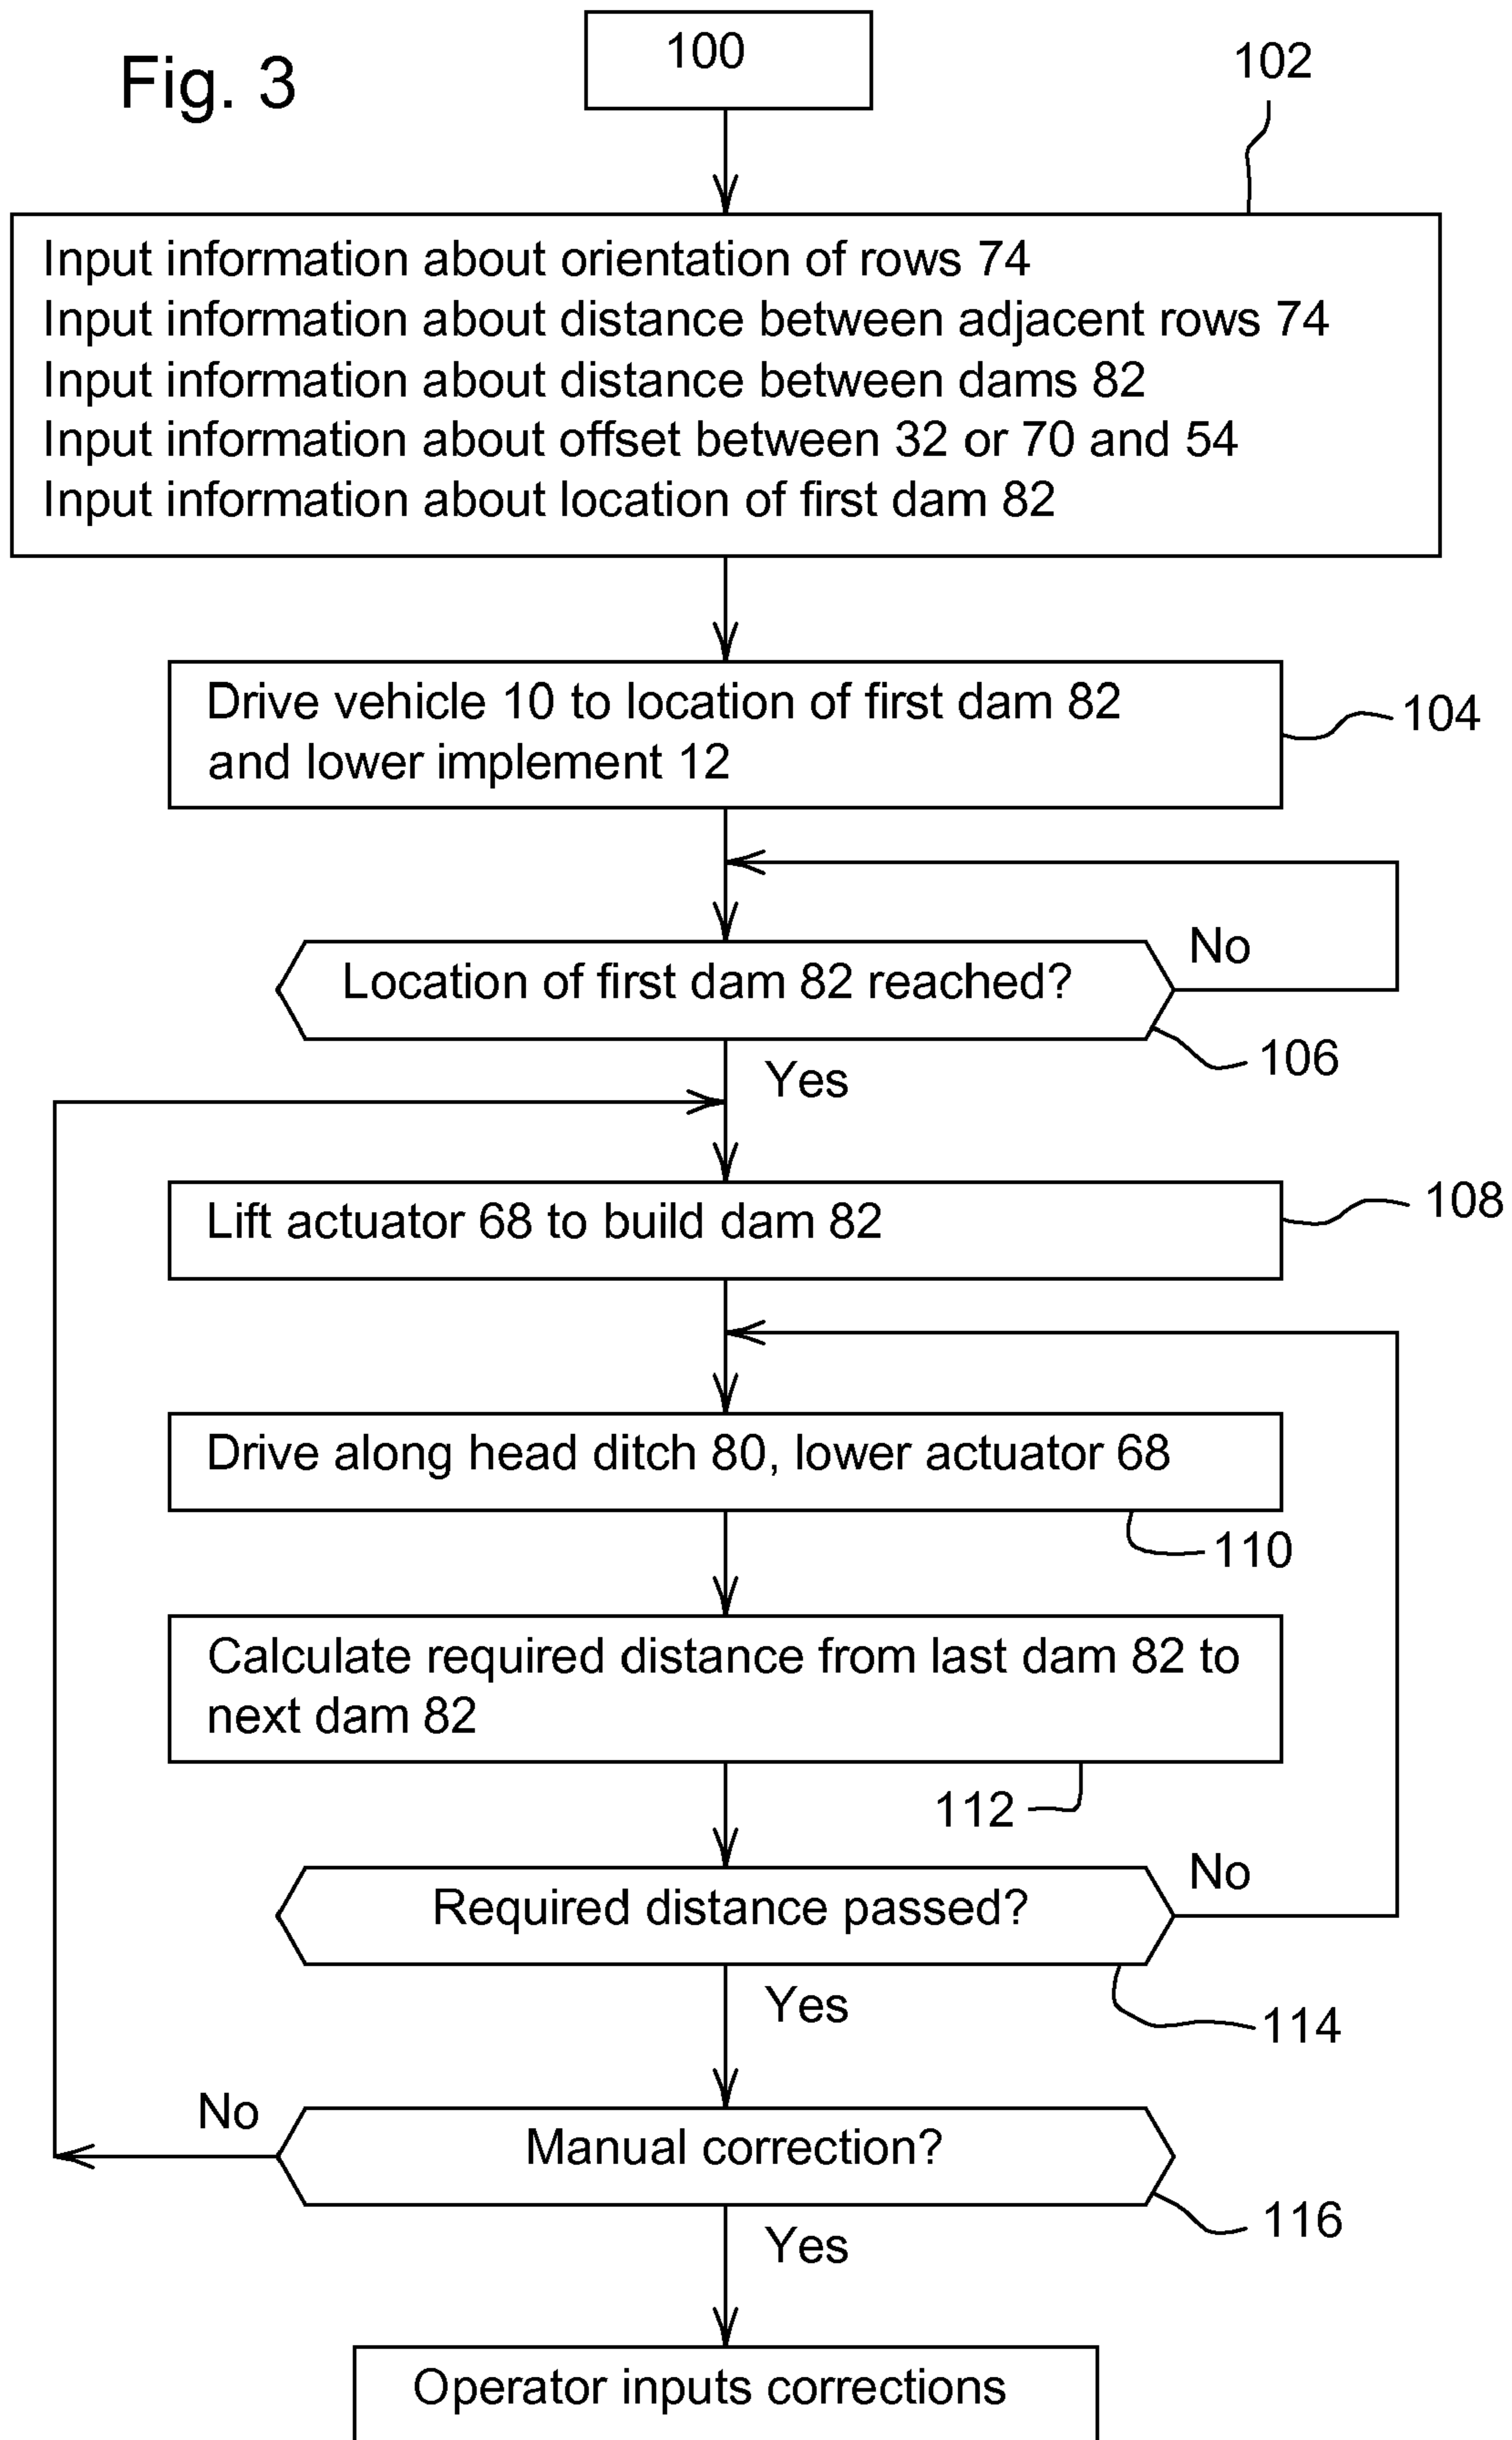 Fig. 3
100
102
Input information about orientation of rows 74
Input information about distance between adjacent rows 74
Input information about distance between dams 82
Input information about offset between 32 or 70 and 54
Input information about location of first dam 82
Drive vehicle 10 to location of first dam 82
and lower implement 12
104
No
Location of first dam 82 reached?
106
Yes
Lift actuator 68 to build dam 82
108
Drive along head ditch 80, lower actuator 68
110
Calculate required distance from last dam 82 to
next dam 82
112
No
Required distance passed?
Yes
114
No
Manual correction?
116
Yes
Operator inputs corrections